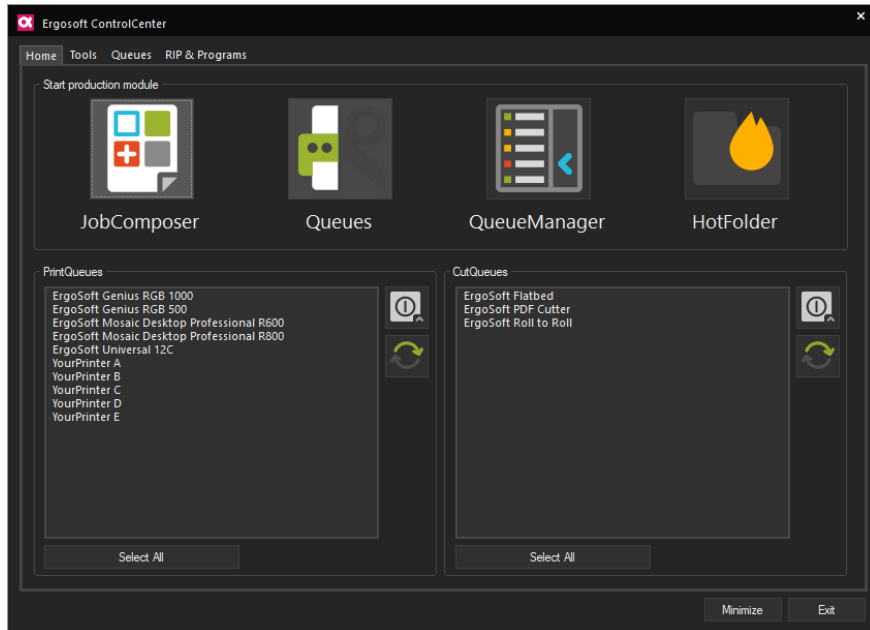 Ergosoft ControlCenter
Home Tools Queues RIP & Programs
Start production module
JobComposer Queues QueueManager HotFolder
PrintQueues
ErgoSoft Genius RGB 1000
ErgoSoft Genius RGB 500
ErgoSoft Mosaic Desktop Professional R600
ErgoSoft Mosaic Desktop Professional R800
ErgoSoft Universal 12C
YourPrinter A
YourPrinter B
YourPrinter C
YourPrinter D
YourPrinter E
Select All
CutQueues
ErgoSoft Flatbed
ErgoSoft PDF Cutter
ErgoSoft Roll to Roll
Select All
Minimize Exit